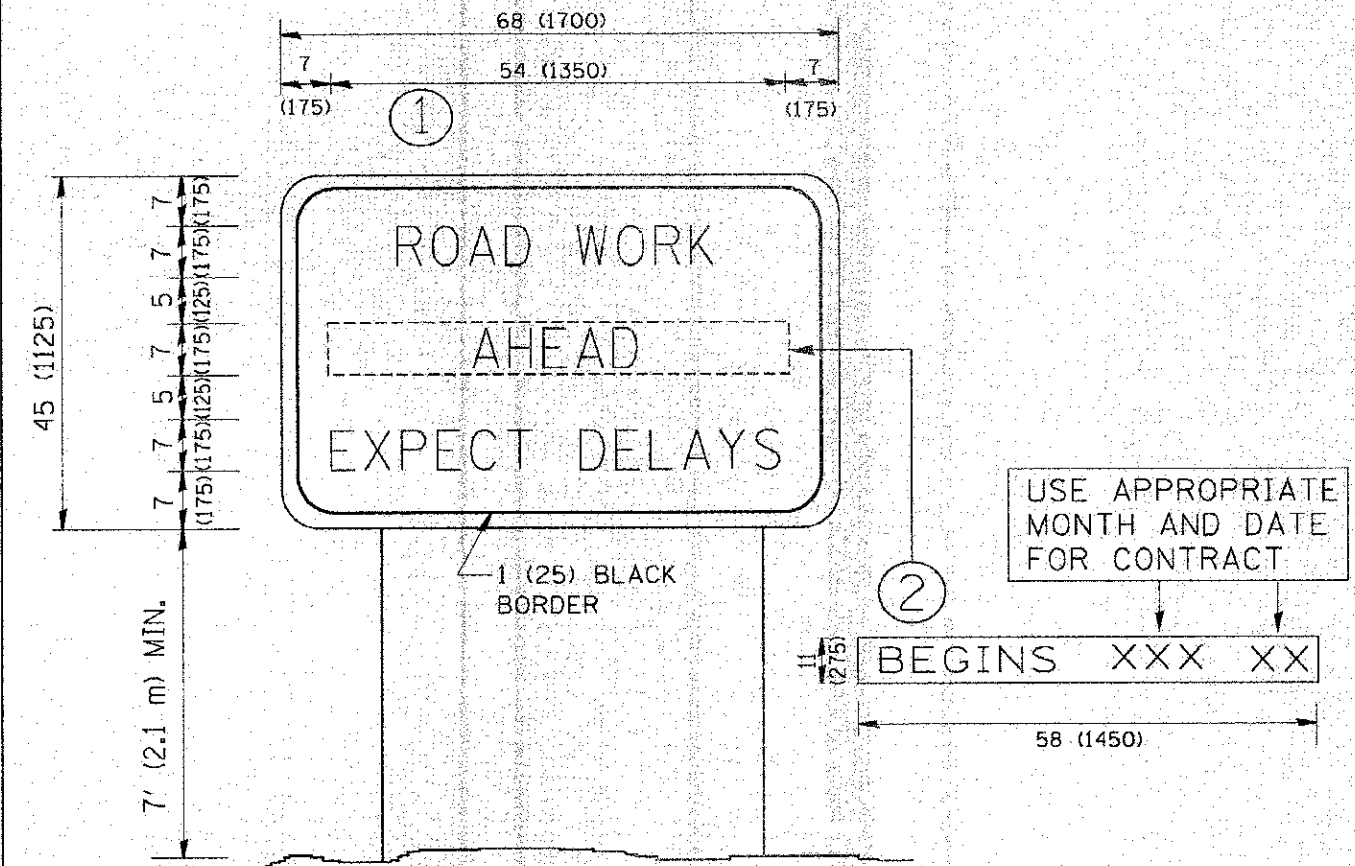 68 (1700)
7 54 (1350) 7
(175) (175)
1
45 (1125)
7 (175)
7 (175)
5 (125)
7 (175)
5 (125)
7 (175)
7 (175)
7' (2.1 m) MIN.
ROAD WORK
AHEAD
EXPECT DELAYS
1 (25) BLACK
BORDER
USE APPROPRIATE
MONTH AND DATE
FOR CONTRACT
2
11 (275)
BEGINS XXX XX
58 (1450)